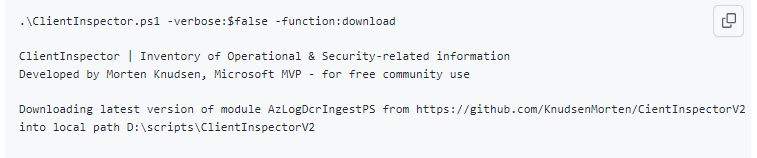 .\ClientInspector.ps1 -verbose:$false -function:download
ClientInspector | Inventory of Operational & Security-related information
Developed by Morten Knudsen, Microsoft MVP - for free community use
Downloading latest version of module AzLogDcrIngestPS from https://github.com/KnudsenMorten/CientInspectorV2
into local path D:\scripts\ClientInspectorV2